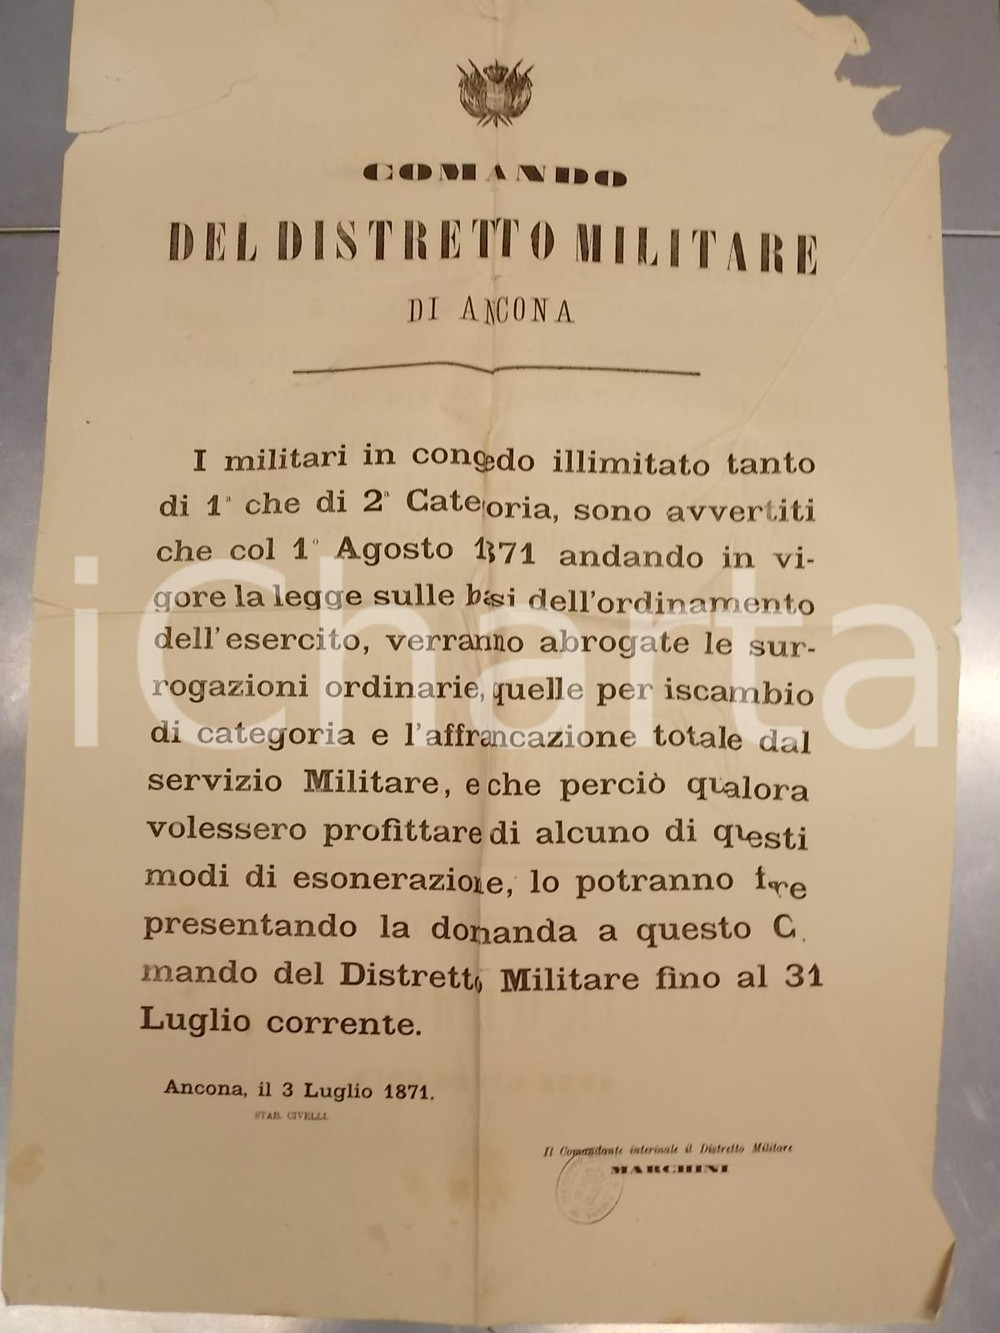 COMANDO
DEL DISTRETTO MILITARE
DI ANCONA
I militari in congedo illimitato tanto
di 1ª che di 2ª Categoria, sono avvertiti
che col 1° Agosto 1871 andando in vi-
gore la legge sulle basi dell'ordinamento
dell'esercito, verranno abrogate le sur-
rogazioni ordinarie, quelle per iscambio
di categoria e l'affrancazione totale dal
servizio Militare, e che perciò qualora
volessero profittare di alcuno di questi
modi di esonerazione, lo potranno
presentando la domanda a questo C
mando del Distretto Militare fino al 31
Luglio corrente.
Ancona, il 3 Luglio 1871.
STAB. CIVELLI.
Il Comandante interinale il Distretto Militare
MARCHINI
iCharta